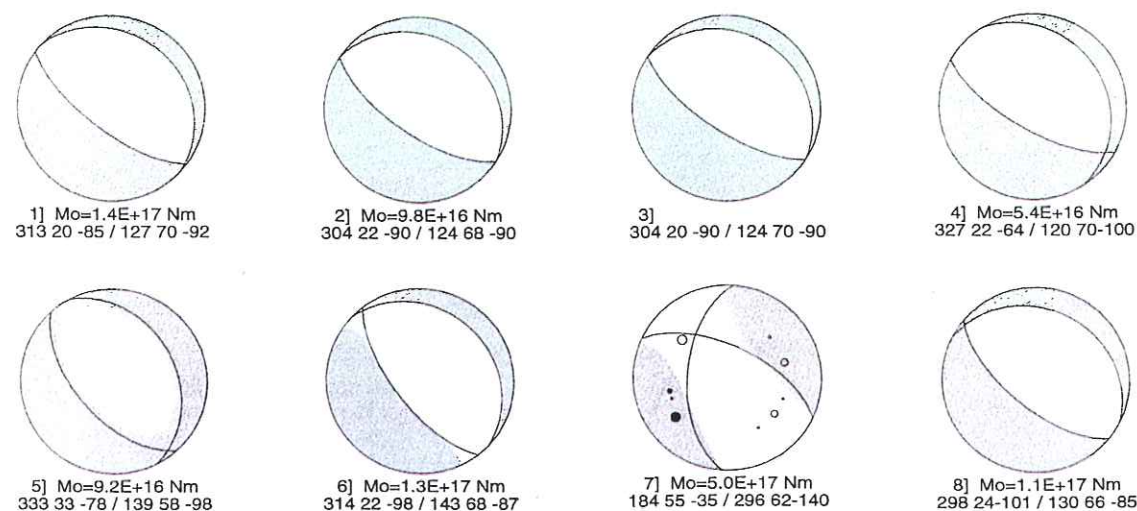 1] Mo=1.4E+17 Nm
313 20 -85 / 127 70 -92
2] Mo=9.8E+16 Nm
304 22 -90 / 124 68 -90
3]
304 20 -90 / 124 70 -90
4] Mo=5.4E+16 Nm
327 22 -64 / 120 70-100
5] Mo=9.2E+16 Nm
333 33 -78 / 139 58 -98
6] Mo=1.3E+17 Nm
314 22 -98 / 143 68 -87
7] Mo=5.0E+17 Nm
184 55 -35 / 296 62-140
8] Mo=1.1E+17 Nm
298 24-101 / 130 66 -85